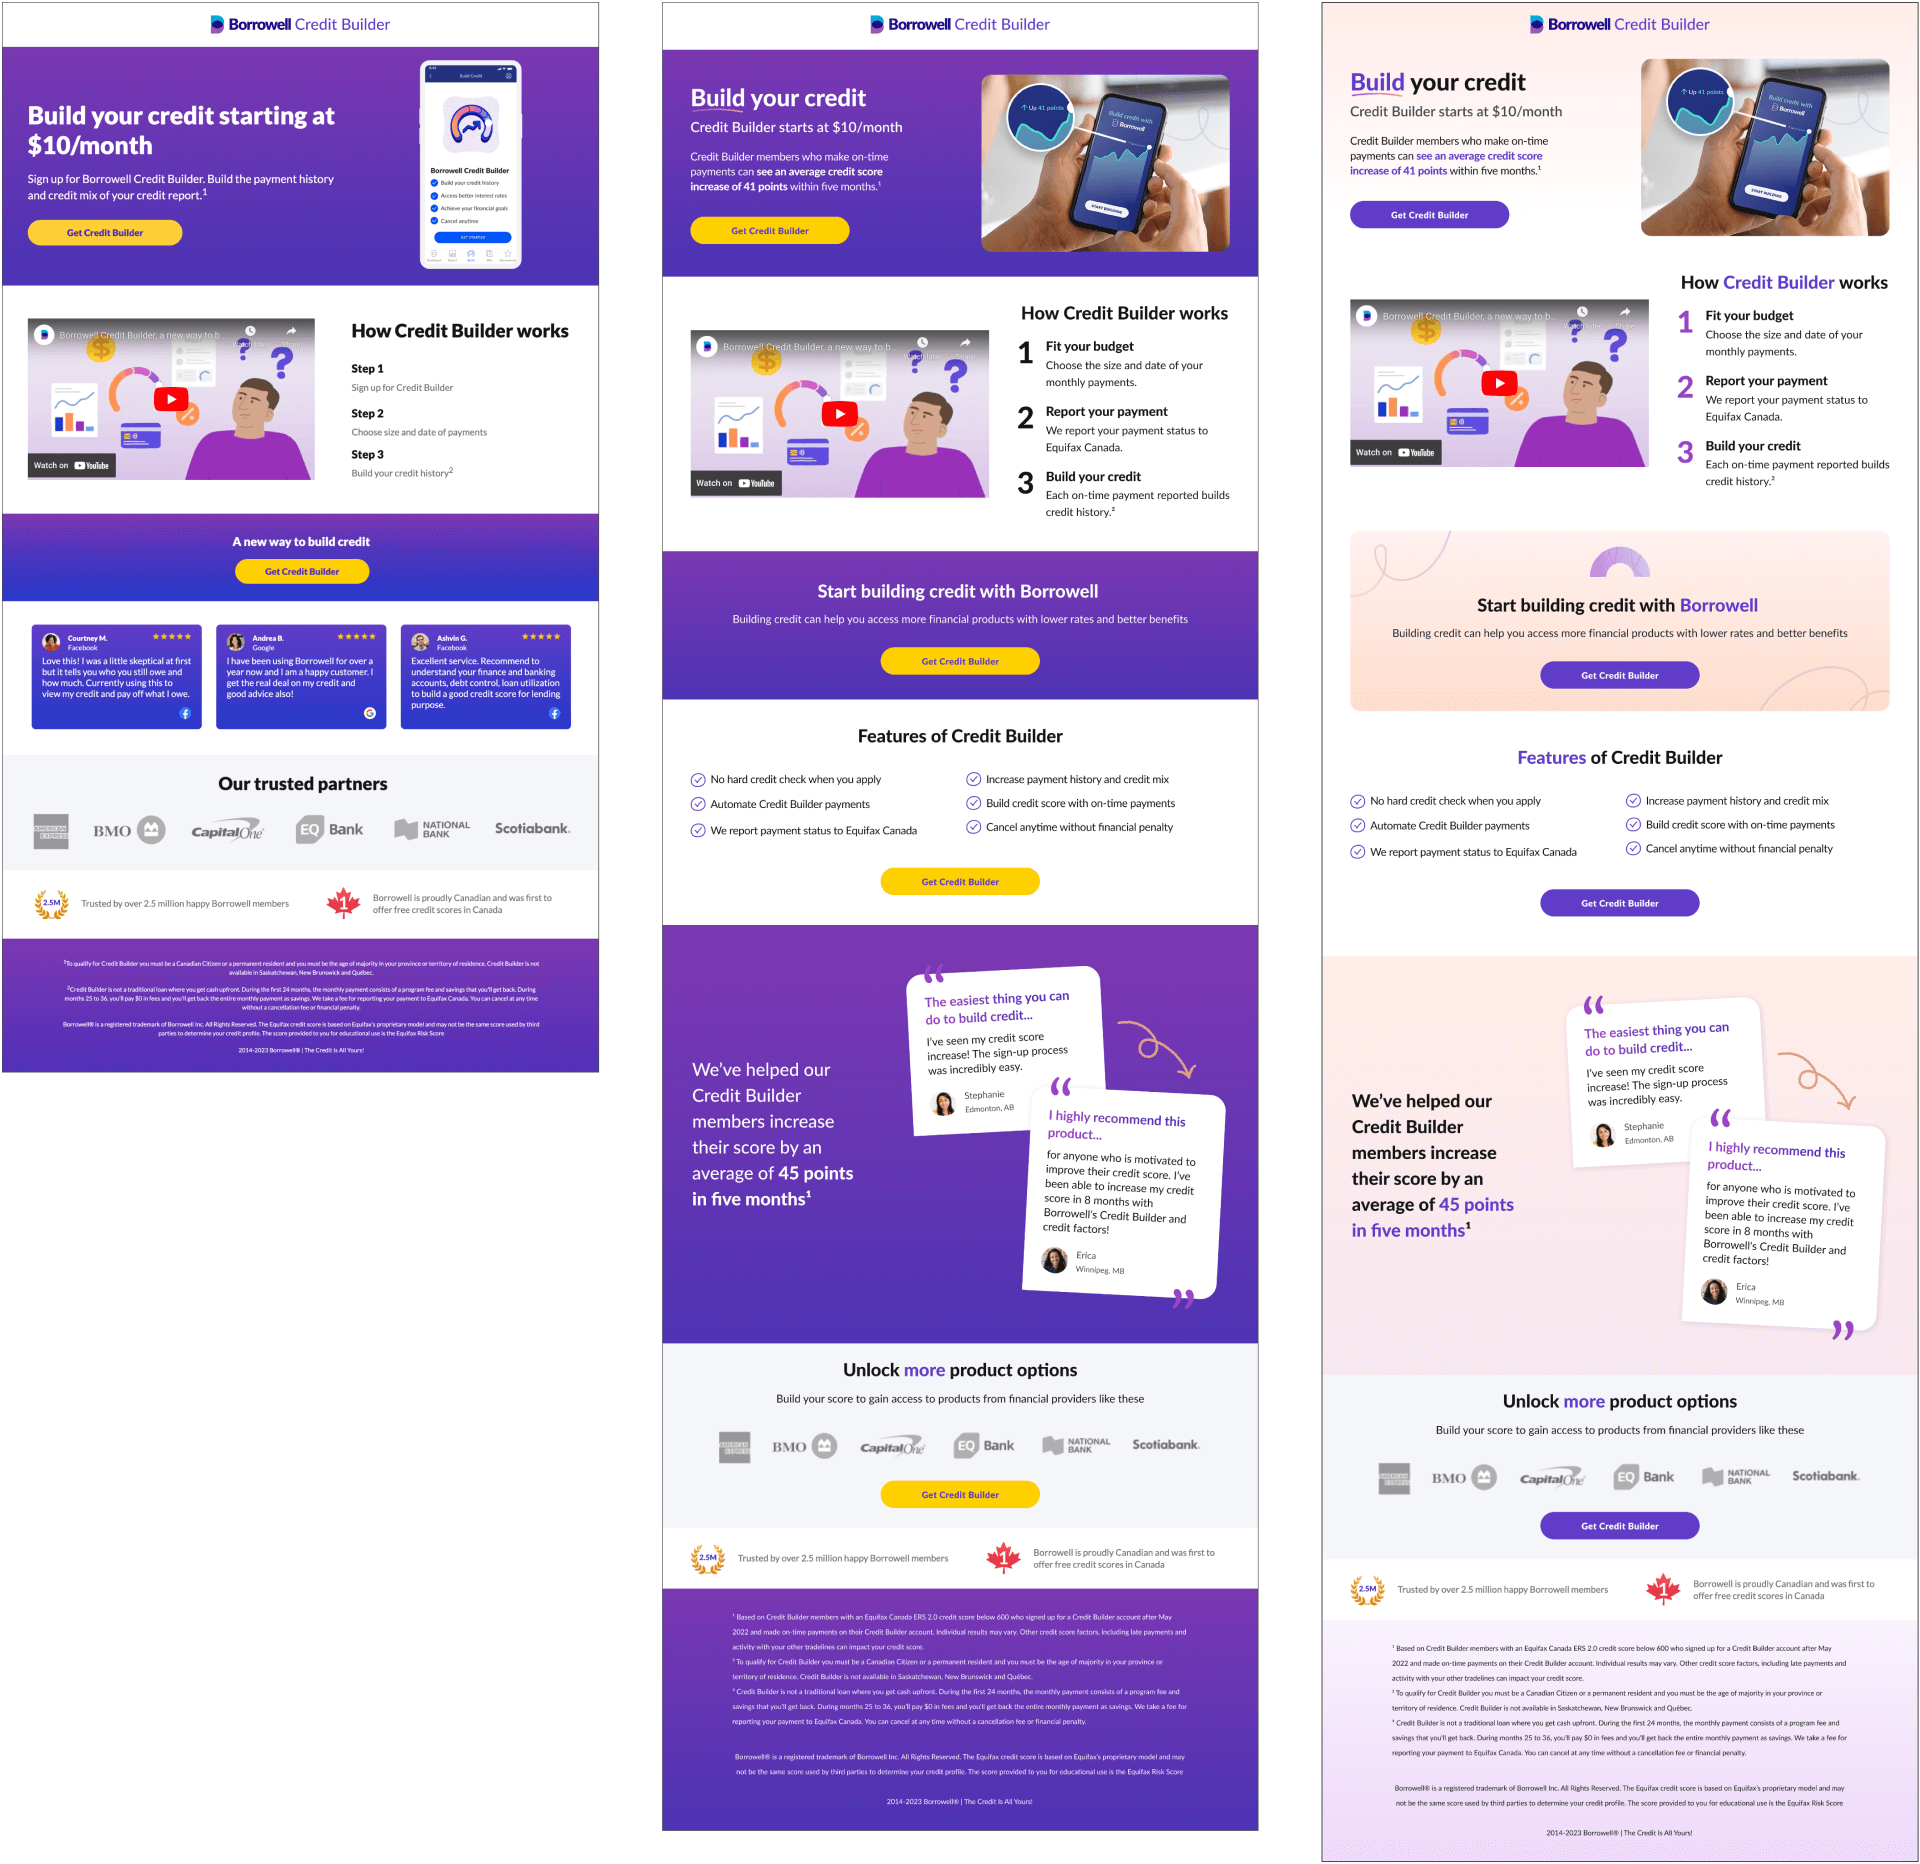 Borrowell Credit Builder
Build your credit starting at
$10/month
Sign up for Borrowell Credit Builder. Build the payment history
and credit mix of your credit report.¹
Get Credit Builder
Build Credit
Borrowell Credit Builder
Build your credit history
Access better interest rates
Achieve your financial goals
Cancel anytime
GET STARTED
Borrowell Credit Builder, a new way to b...
Watch later
Share
Watch on YouTube
How Credit Builder works
Step 1
Sign up for Credit Builder
Step 2
Choose size and date of payments
Step 3
Build your credit history²
A new way to build credit
Get Credit Builder
Courtney M.
Facebook
Love this! I was a little skeptical at first
but it tells you who you still owe and
how much. Currently using this to
view my credit and pay off what I owe.
Andrea B.
Google
I have been using Borrowell for over a
year now and I am a happy customer. I
get the real deal on my credit and
good advice also!
Ashvin G.
Facebook
Excellent service. Recommend to
understand your finance and banking
accounts, debt control, loan utilization
to build a good credit score for lending
purpose.
Our trusted partners
AMERICAN EXPRESS
BMO
Capital One
EQ Bank
NATIONAL
BANK
Scotiabank.
2.5M
Trusted by over 2.5 million happy Borrowell members
1
Borrowell is proudly Canadian and was first to
offer free credit scores in Canada
¹To qualify for Credit Builder you must be a Canadian Citizen or a permanent resident and you must be the age of majority in your province or territory of residence. Credit Builder is not
available in Saskatchewan, New Brunswick and Québec.
²Credit Builder is not a traditional loan where you get cash upfront. During the first 24 months, the monthly payment consists of a program fee and savings that you'll get back. During
months 25 to 36, you'll pay $0 in fees and you'll get back the entire monthly payment as savings. We take a fee for reporting your payment to Equifax Canada. You can cancel at any time
without a cancellation fee or financial penalty.
Borrowell® is a registered trademark of Borrowell Inc. All Rights Reserved. The Equifax credit score is based on Equifax's proprietary model and may not be the same score used by third
parties to determine your credit profile. The score provided to you for educational use is the Equifax Risk Score
2014-2023 Borrowell® | The Credit Is All Yours!
Borrowell Credit Builder
Build your credit
Credit Builder starts at $10/month
Credit Builder members who make on-time
payments can see an average credit score
increase of 41 points within five months.¹
Get Credit Builder
Up 41 points
Build credit with
Borrowell
START BUILDING
Borrowell Credit Builder, a new way to b...
Watch later
Share
Watch on YouTube
How Credit Builder works
1
Fit your budget
Choose the size and date of your
monthly payments.
2
Report your payment
We report your payment status to
Equifax Canada.
3
Build your credit
Each on-time payment reported builds
credit history.²
Start building credit with Borrowell
Building credit can help you access more financial products with lower rates and better benefits
Get Credit Builder
Features of Credit Builder
No hard credit check when you apply
Automate Credit Builder payments
We report payment status to Equifax Canada
Increase payment history and credit mix
Build credit score with on-time payments
Cancel anytime without financial penalty
Get Credit Builder
We've helped our
Credit Builder
members increase
their score by an
average of 45 points
in five months¹
“
The easiest thing you can
do to build credit...
I've seen my credit score
increase! The sign-up process
was incredibly easy.
Stephanie
Edmonton, AB
“
I highly recommend this
product...
for anyone who is motivated to
improve their credit score. I've
been able to increase my credit
score in 8 months with
Borrowell's Credit Builder and
credit factors!
Erica
Winnipeg, MB
”
Unlock more product options
Build your score to gain access to products from financial providers like these
AMERICAN EXPRESS
BMO
Capital One
EQ Bank
NATIONAL
BANK
Scotiabank.
Get Credit Builder
2.5M
Trusted by over 2.5 million happy Borrowell members
1
Borrowell is proudly Canadian and was first to
offer free credit scores in Canada
¹ Based on Credit Builder members with an Equifax Canada ERS 2.0 credit score below 600 who signed up for a Credit Builder account after May
2022 and made on-time payments on their Credit Builder account. Individual results may vary. Other credit score factors, including late payments and
activity with your other tradelines can impact your credit score.
² To qualify for Credit Builder you must be a Canadian Citizen or a permanent resident and you must be the age of majority in your province or
territory of residence. Credit Builder is not available in Saskatchewan, New Brunswick and Québec.
³ Credit Builder is not a traditional loan where you get cash upfront. During the first 24 months, the monthly payment consists of a program fee and
savings that you'll get back. During months 25 to 36, you'll pay $0 in fees and you'll get back the entire monthly payment as savings. We take a fee for
reporting your payment to Equifax Canada. You can cancel at any time without a cancellation fee or financial penalty.
Borrowell® is a registered trademark of Borrowell Inc. All Rights Reserved. The Equifax credit score is based on Equifax's proprietary model and may
not be the same score used by third parties to determine your credit profile. The score provided to you for educational use is the Equifax Risk Score
2014-2023 Borrowell® | The Credit Is All Yours!
Borrowell Credit Builder
Build your credit
Credit Builder starts at $10/month
Credit Builder members who make on-time
payments can see an average credit score
increase of 41 points within five months.¹
Get Credit Builder
Up 41 points
Build credit with
Borrowell
START BUILDING
Borrowell Credit Builder, a new way to b...
Watch later
Share
Watch on YouTube
How Credit Builder works
1
Fit your budget
Choose the size and date of your
monthly payments.
2
Report your payment
We report your payment status to
Equifax Canada.
3
Build your credit
Each on-time payment reported builds
credit history.²
Start building credit with Borrowell
Building credit can help you access more financial products with lower rates and better benefits
Get Credit Builder
Features of Credit Builder
No hard credit check when you apply
Automate Credit Builder payments
We report payment status to Equifax Canada
Increase payment history and credit mix
Build credit score with on-time payments
Cancel anytime without financial penalty
Get Credit Builder
We've helped our
Credit Builder
members increase
their score by an
average of 45 points
in five months¹
“
The easiest thing you can
do to build credit...
I've seen my credit score
increase! The sign-up process
was incredibly easy.
Stephanie
Edmonton, AB
“
I highly recommend this
product...
for anyone who is motivated to
improve their credit score. I've
been able to increase my credit
score in 8 months with
Borrowell's Credit Builder and
credit factors!
Erica
Winnipeg, MB
”
Unlock more product options
Build your score to gain access to products from financial providers like these
AMERICAN EXPRESS
BMO
Capital One
EQ Bank
NATIONAL
BANK
Scotiabank.
Get Credit Builder
2.5M
Trusted by over 2.5 million happy Borrowell members
1
Borrowell is proudly Canadian and was first to
offer free credit scores in Canada
¹ Based on Credit Builder members with an Equifax Canada ERS 2.0 credit score below 600 who signed up for a Credit Builder account after May
2022 and made on-time payments on their Credit Builder account. Individual results may vary. Other credit score factors, including late payments and
activity with your other tradelines can impact your credit score.
² To qualify for Credit Builder you must be a Canadian Citizen or a permanent resident and you must be the age of majority in your province or
territory of residence. Credit Builder is not available in Saskatchewan, New Brunswick and Québec.
³ Credit Builder is not a traditional loan where you get cash upfront. During the first 24 months, the monthly payment consists of a program fee and
savings that you'll get back. During months 25 to 36, you'll pay $0 in fees and you'll get back the entire monthly payment as savings. We take a fee for
reporting your payment to Equifax Canada. You can cancel at any time without a cancellation fee or financial penalty.
Borrowell® is a registered trademark of Borrowell Inc. All Rights Reserved. The Equifax credit score is based on Equifax's proprietary model and may
not be the same score used by third parties to determine your credit profile. The score provided to you for educational use is the Equifax Risk Score
2014-2023 Borrowell® | The Credit Is All Yours!